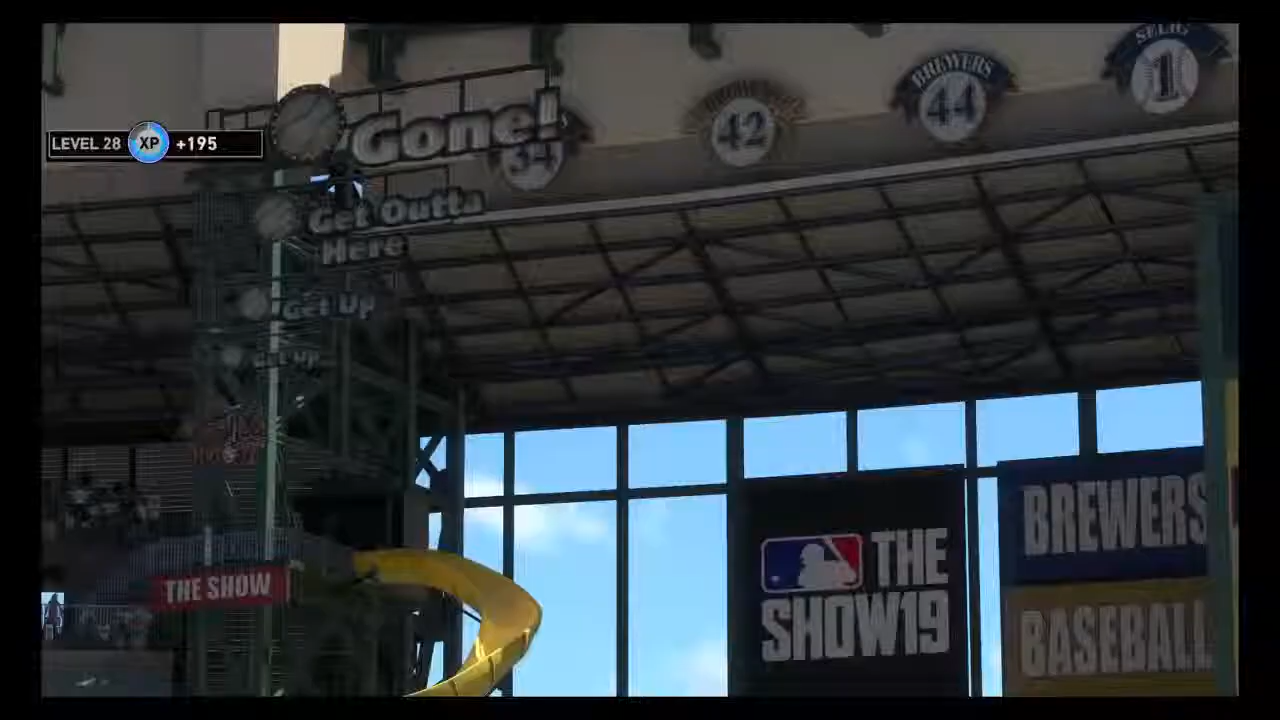 LEVEL 28 XP +195
Gone!
Get Outta
Here
Get Up
GET UP
34
42
BREWERS
44
SELIG
1
THE SHOW
THE
SHOW19
BREWERS
BASEBALL